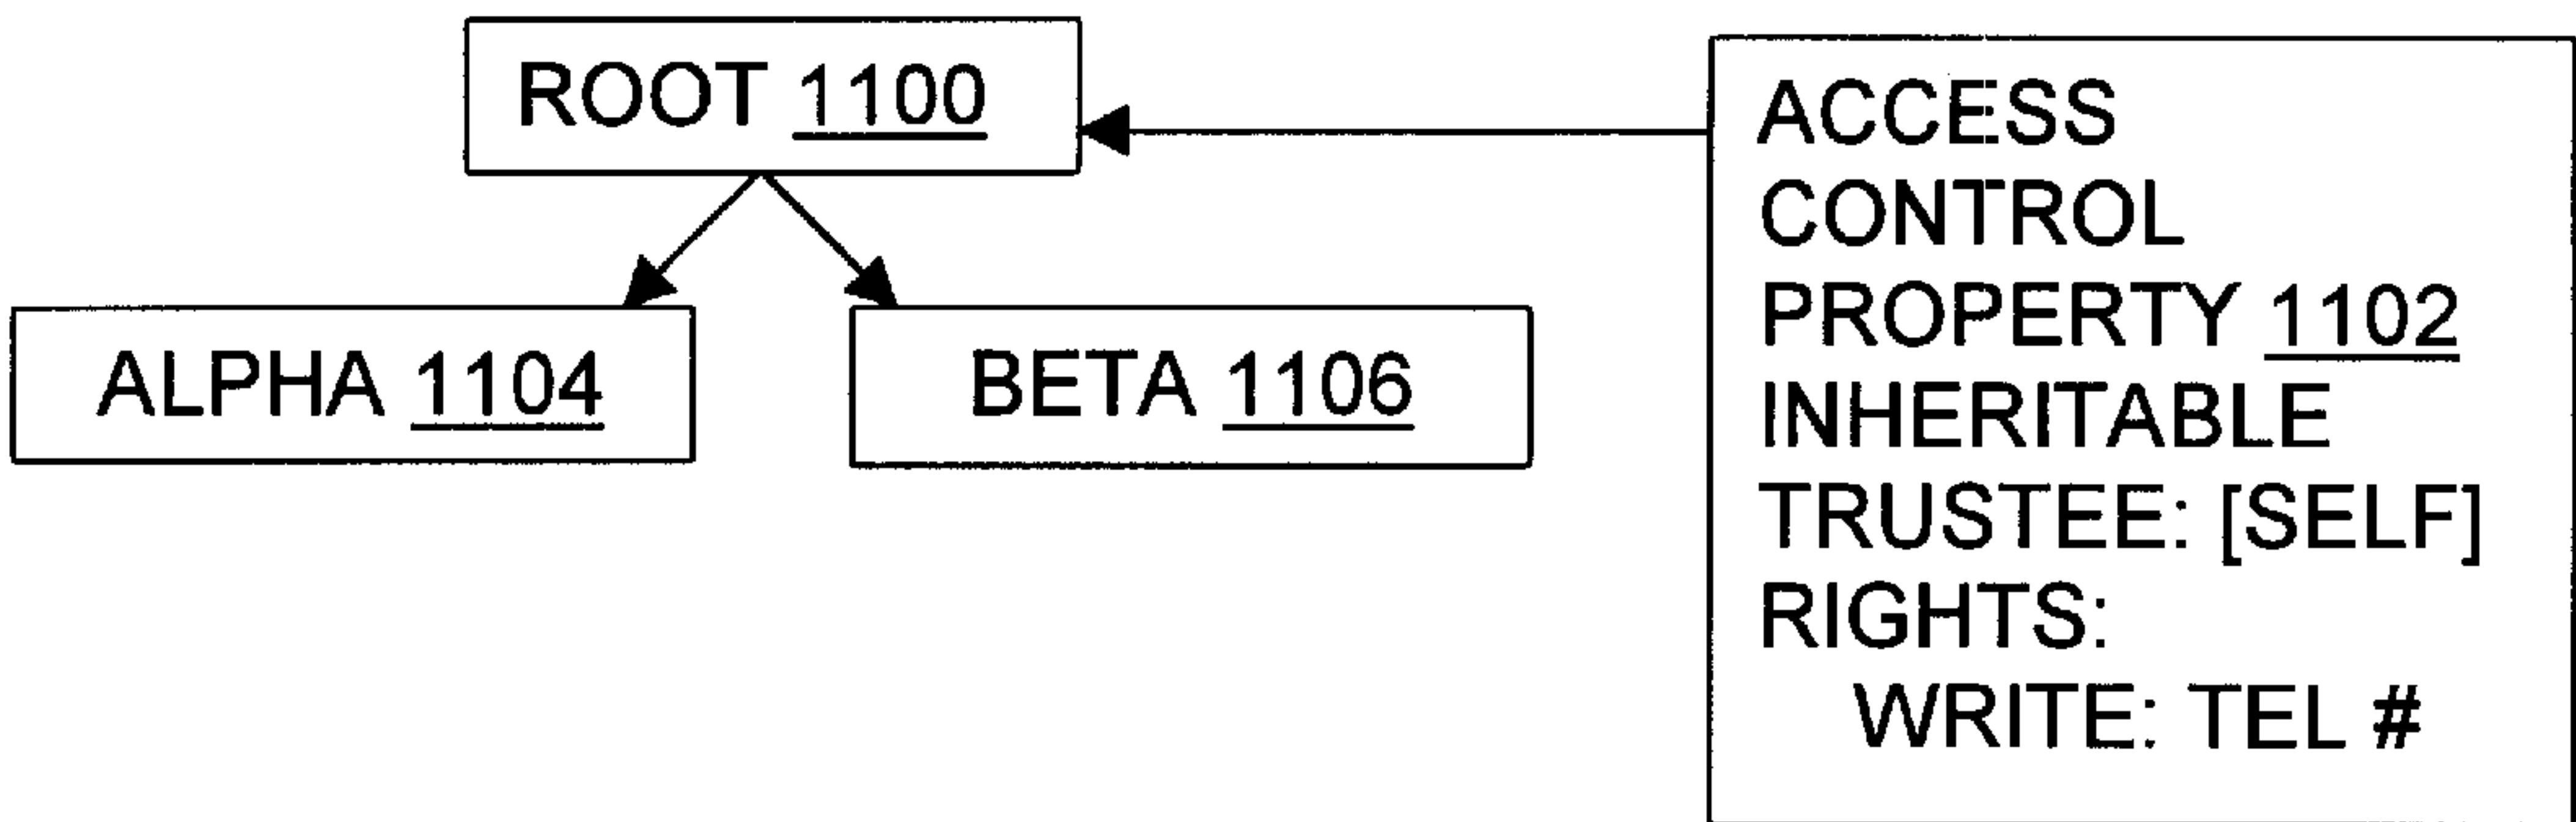 ROOT 1100
ALPHA 1104
BETA 1106
ACCESS
CONTROL
PROPERTY 1102
INHERITABLE
TRUSTEE: [SELF]
RIGHTS:
WRITE: TEL #